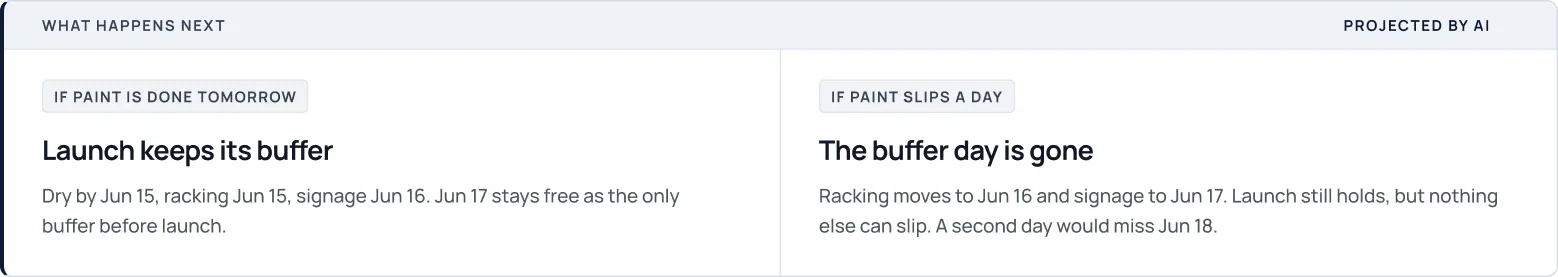 WHAT HAPPENS NEXT
PROJECTED BY AI
IF PAINT IS DONE TOMORROW
Launch keeps its buffer
Dry by Jun 15, racking Jun 15, signage Jun 16. Jun 17 stays free as the only
buffer before launch.
IF PAINT SLIPS A DAY
The buffer day is gone
Racking moves to Jun 16 and signage to Jun 17. Launch still holds, but nothing
else can slip. A second day would miss Jun 18.